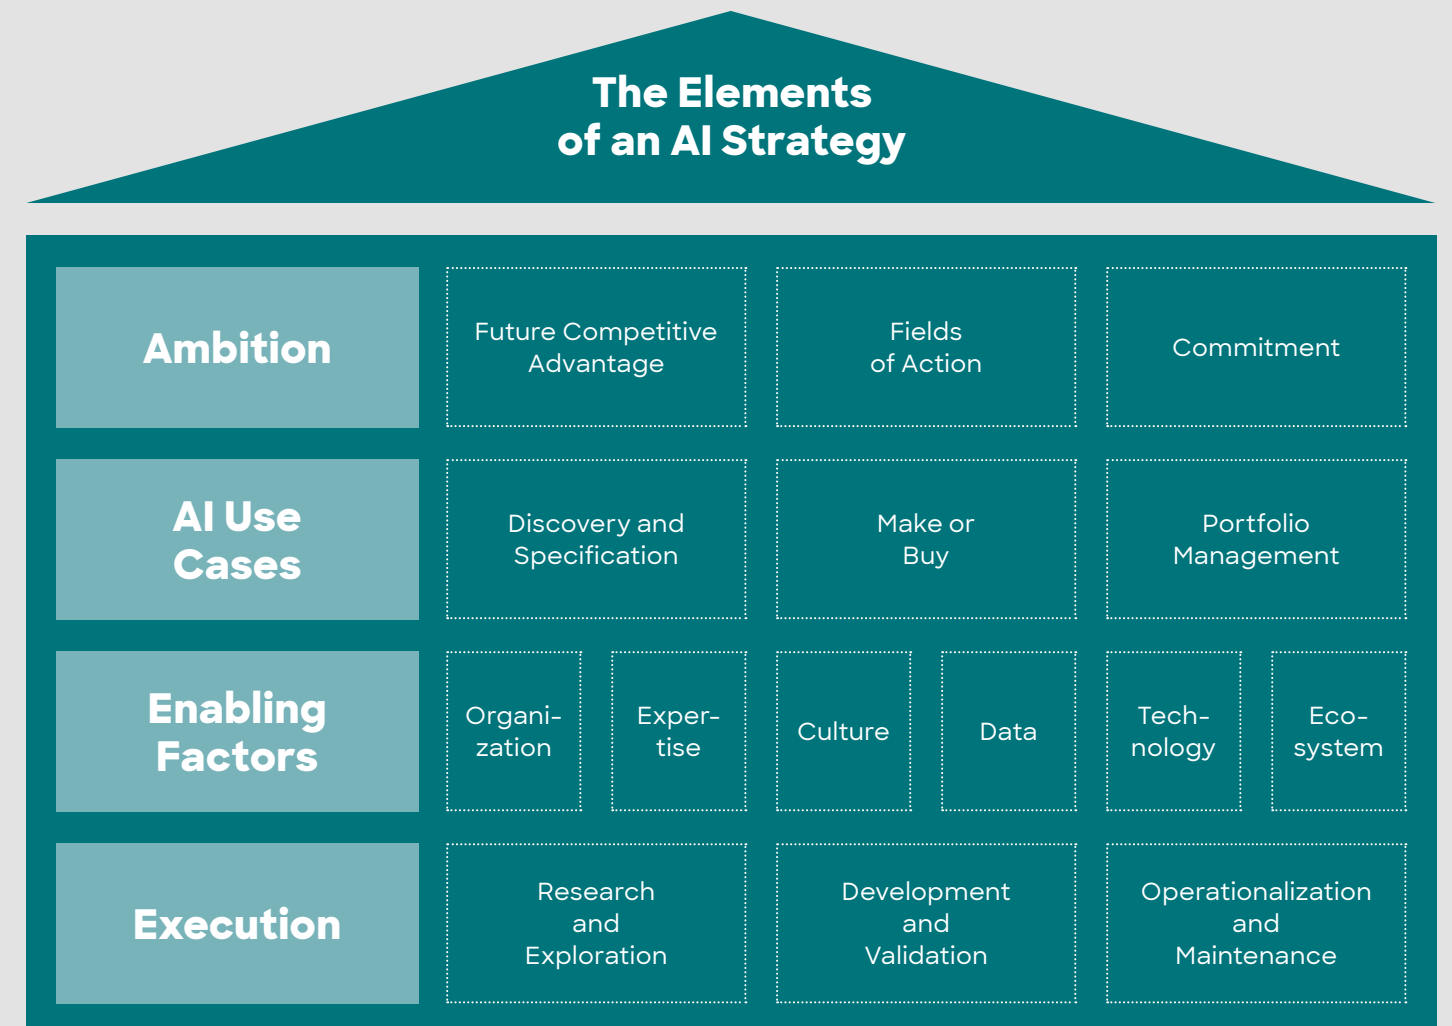 The Elements
of an AI Strategy
Ambition
Future Competitive
Advantage
Fields
of Action
Commitment
AI Use
Cases
Discovery and
Specification
Make or
Buy
Portfolio
Management
Enabling
Factors
Organi-
zation
Exper-
tise
Culture
Data
Tech-
nology
Eco-
system
Execution
Research
and
Exploration
Development
and
Validation
Operationalization
and
Maintenance